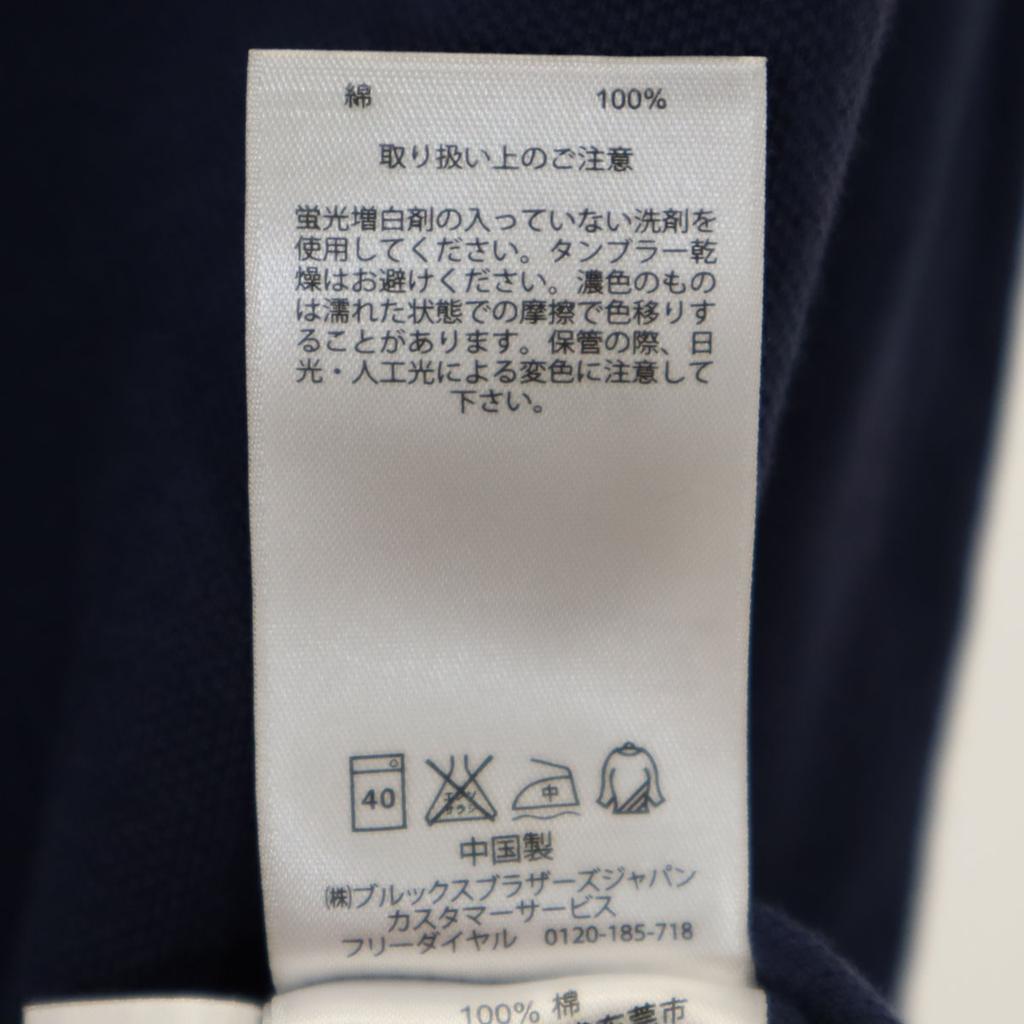 綿 100%
取り扱い上のご注意
蛍光増白剤の入っていない洗剤を
使用してください。タンブラー乾
燥はお避けください。濃色のもの
は濡れた状態での摩擦で色移りす
ることがあります。保管の際、日
光・人工光による変色に注意して
下さい。
40 中
中国製
㈱ブルックスブラザーズジャパン
カスタマーサービス
フリーダイヤル 0120-185-718
100% 棉
东莞市